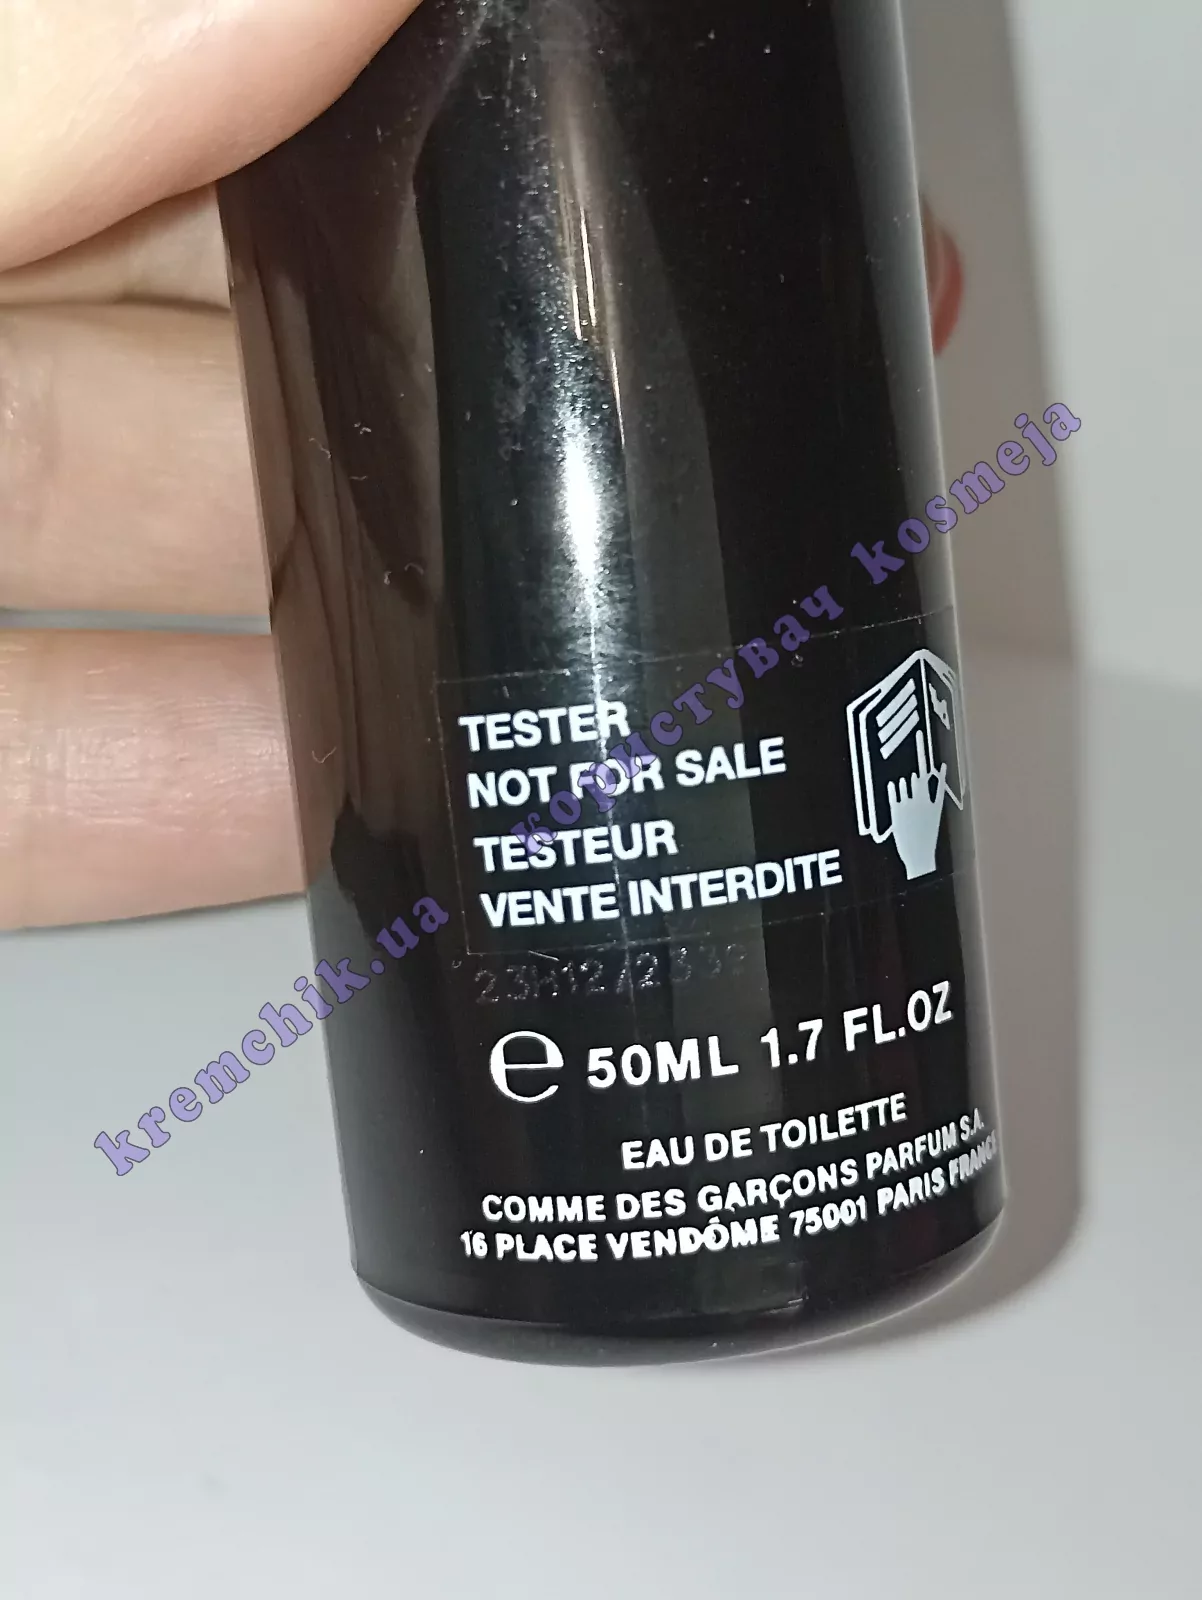 TESTER
NOT FOR SALE
TESTEUR
VENTE INTERDITE
e 50ML 1.7 FL.OZ
EAU DE TOILETTE
COMME DES GARÇONS PARFUM S.A.
16 PLACE VENDÔME 75001 PARIS FRANCE
kremchik.ua користувач kosmeja